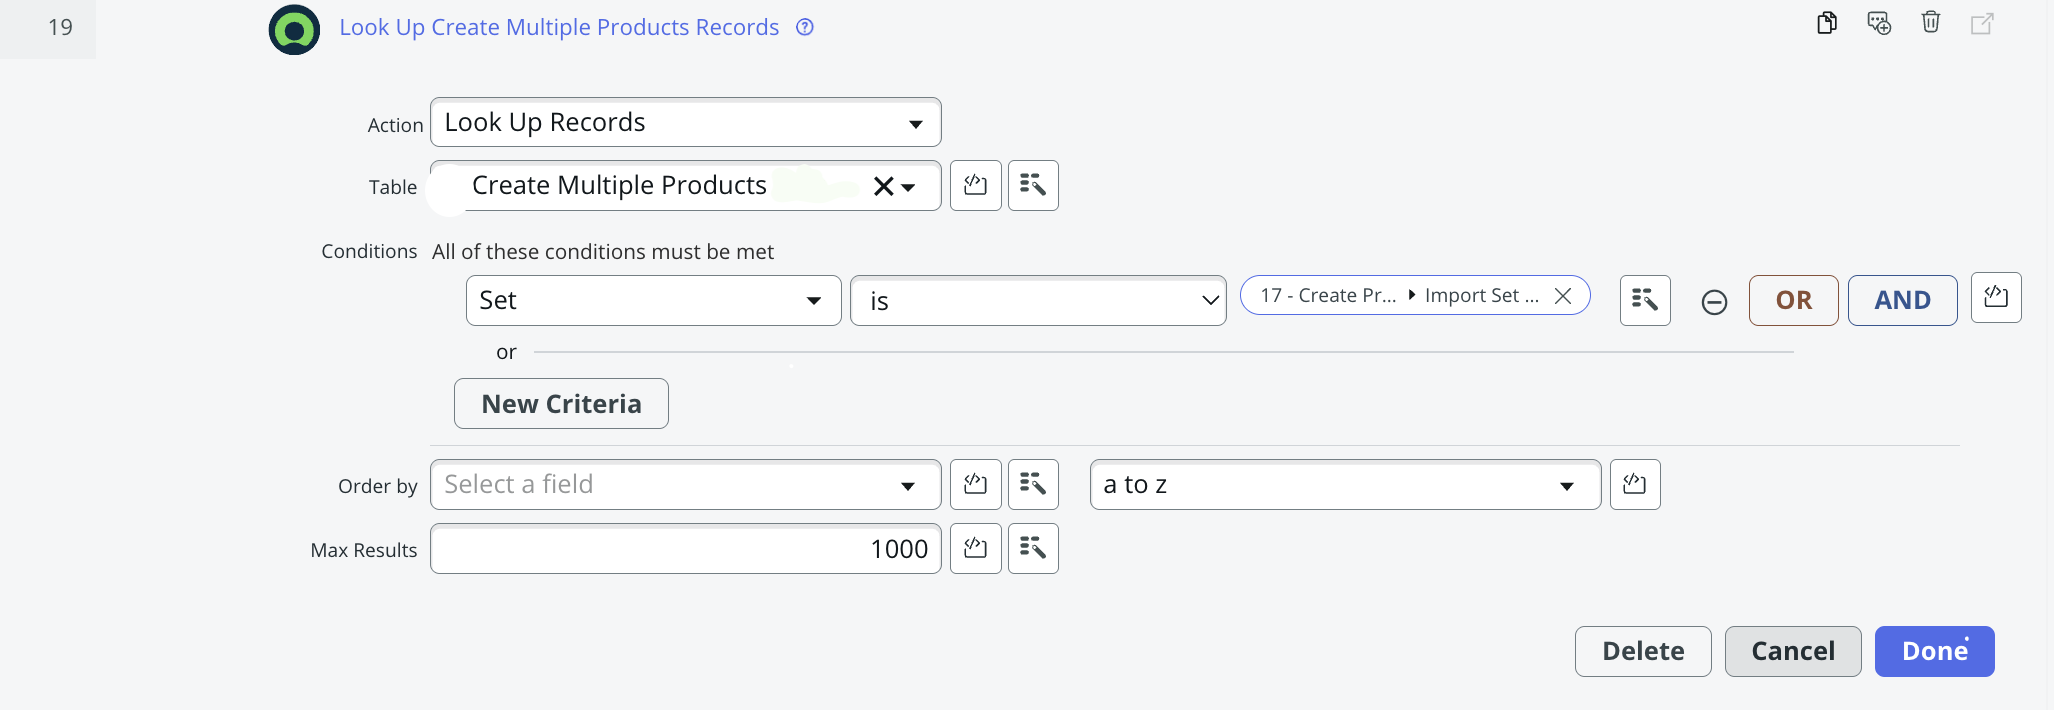 19
Look Up Create Multiple Products Records
Action Look Up Records
Table Create Multiple Products
Conditions All of these conditions must be met
Set is 17 - Create Pr... Import Set ... OR AND
or
New Criteria
Order by Select a field a to z
Max Results 1000
Delete Cancel Done